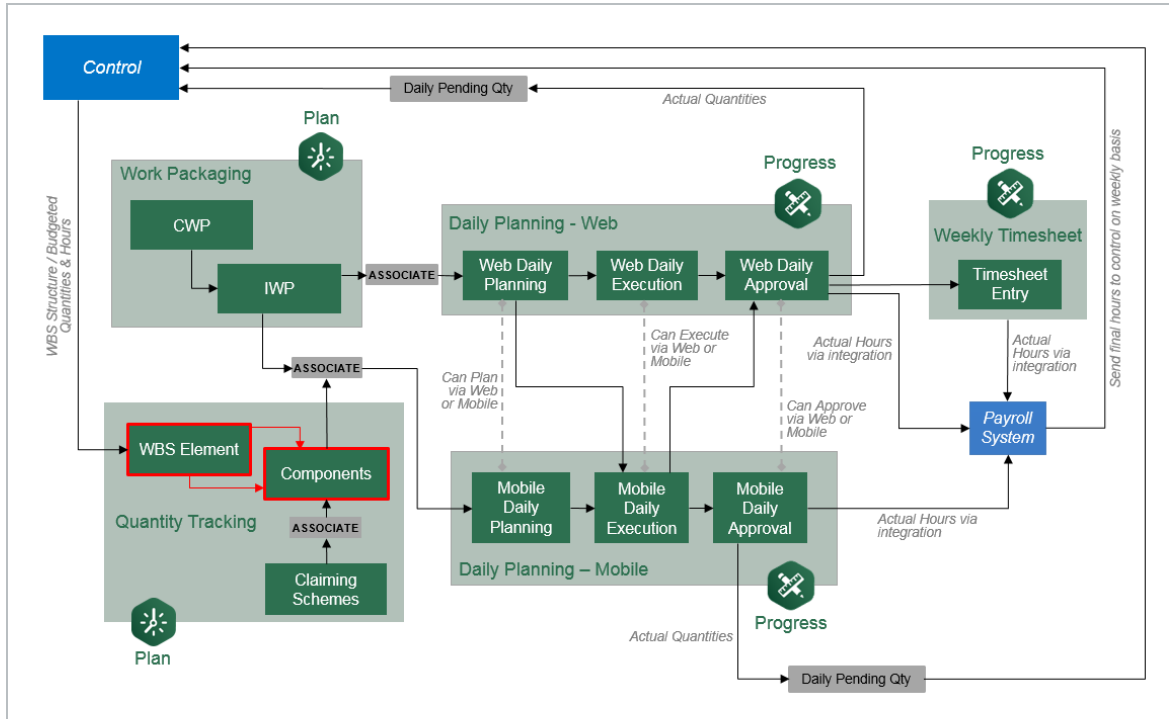 Control
Daily Pending Qty
Actual Quantities
Plan
Work Packaging
CWP
IWP
ASSOCIATE
Progress
Daily Planning - Web
Web Daily
Planning
Web Daily
Execution
Web Daily
Approval
Progress
Weekly Timesheet
Timesheet
Entry
WBS Structure / Budgeted
Quantities & Hours
Send final hours to control on weekly basis
ASSOCIATE
Can Plan
via Web
or Mobile
Can Execute
via Web or
Mobile
Can Approve
via Web or
Mobile
Actual Hours
via integration
Actual
Hours via
integration
Payroll
System
WBS Element
Components
Quantity Tracking
ASSOCIATE
Claiming
Schemes
Plan
Mobile
Daily
Planning
Mobile
Daily
Execution
Mobile
Daily
Approval
Actual Hours via
integration
Daily Planning – Mobile
Progress
Actual Quantities
Daily Pending Qty